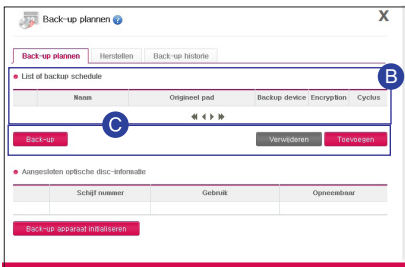 Back-up plannen ? X
Back-up plannen Herstellen Back-up historie
List of backup schedule
B
Naam Origineel pad Backup device Encryption Cyclus
C
Back-up Verwijderen Toevoegen
Aangesloten optische disc-informatie
Schijf nummer Gebruik Opneembaar
Back-up apparaat initialiseren